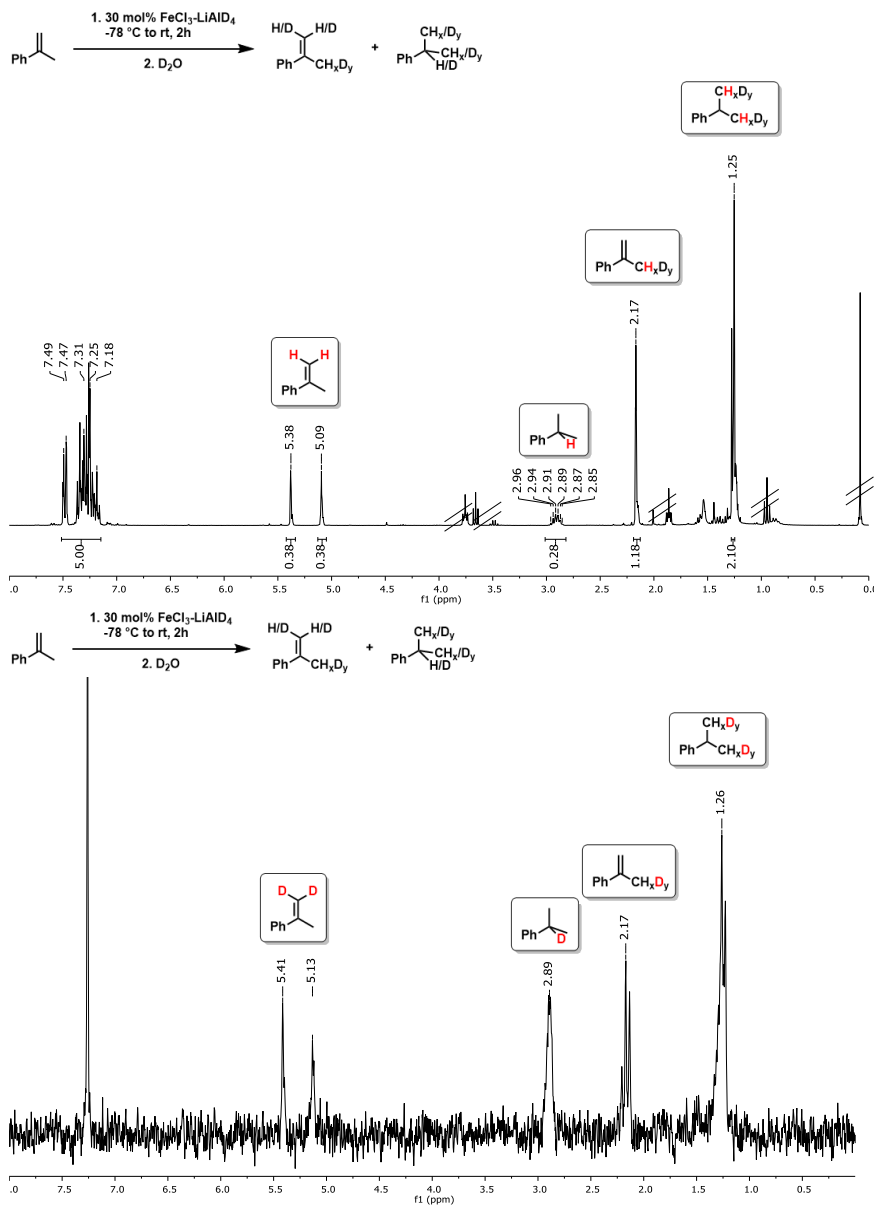 1. 30 mol% FeCl3-LiAlD4
-78 °C to rt, 2h
2. D2O
Ph
H/D H/D
Ph CHxDy
+
CHx/Dy
Ph CHx/Dy
H/D
CHxDy
Ph CHxDy
1.25
Ph CHxDy
2.17
7.49
7.47
7.31
7.25
7.18
H H
Ph
5.38
5.09
Ph H
2.96
2.94
2.91
2.89
2.87
2.85
5.00
0.38
0.38
0.28
1.18
2.10
.0 7.5 7.0 6.5 6.0 5.5 5.0 4.5 4.0 3.5 3.0 2.5 2.0 1.5 1.0 0.5 0.0
f1 (ppm)
1. 30 mol% FeCl3-LiAlD4
-78 °C to rt, 2h
2. D2O
Ph
H/D H/D
Ph CHxDy
+
CHx/Dy
Ph CHx/Dy
H/D
CHxDy
Ph CHxDy
1.26
Ph CHxDy
2.17
D D
Ph
5.41
5.13
Ph D
2.89
.0 7.0 6.5 6.0 5.5 5.0 4.5 4.0 3.5 3.0 2.5 2.0 1.5 1.0 0.5
f1 (ppm)